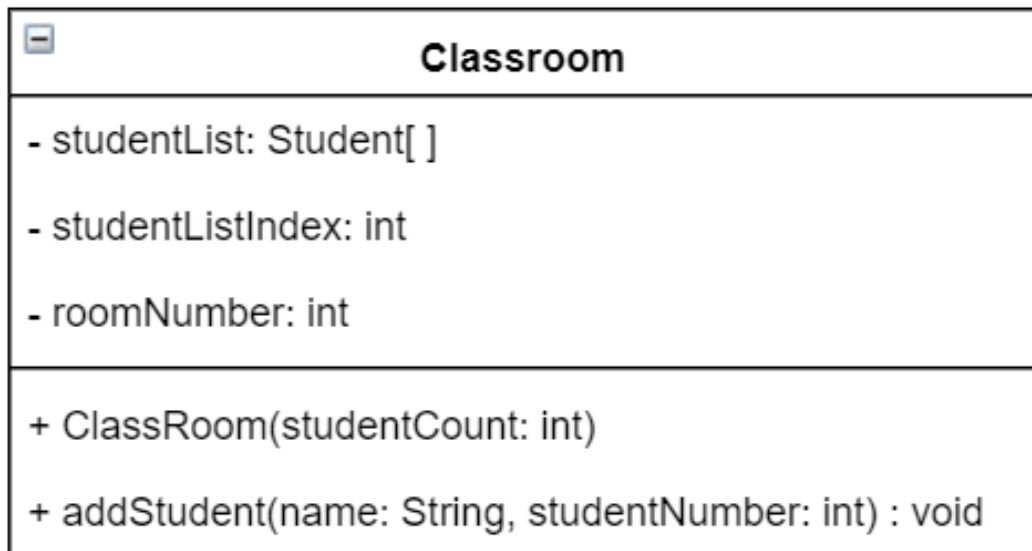 Classroom
- studentList: Student[ ]
- studentListIndex: int
- roomNumber: int
+ ClassRoom(studentCount: int)
+ addStudent(name: String, studentNumber: int) : void